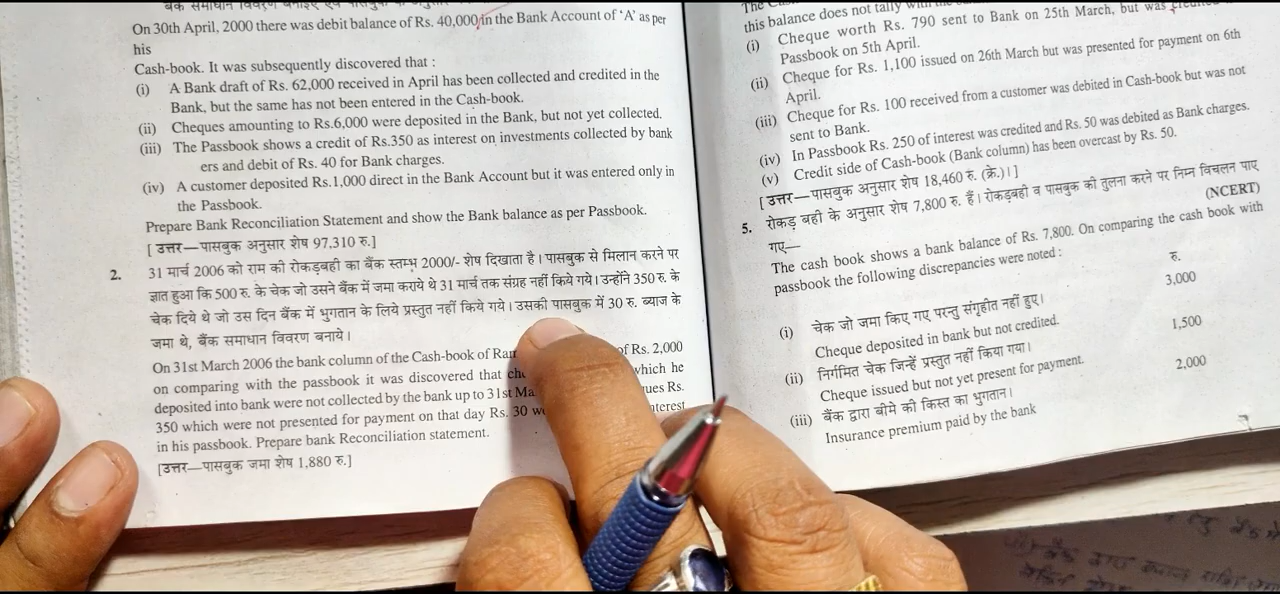 बैंक समाधान विवरण बनाइए
On 30th April, 2000 there was debit balance of Rs. 40,000 in the Bank Account of 'A' as per
his
Cash-book. It was subsequently discovered that :
(i) A Bank draft of Rs. 62,000 received in April has been collected and credited in the
Bank, but the same has not been entered in the Cash-book.
(ii) Cheques amounting to Rs.6,000 were deposited in the Bank, but not yet collected.
(iii) The Passbook shows a credit of Rs.350 as interest on investments collected by bank
ers and debit of Rs. 40 for Bank charges.
(iv) A customer deposited Rs.1,000 direct in the Bank Account but it was entered only in
the Passbook.
Prepare Bank Reconciliation Statement and show the Bank balance as per Passbook.
[ उत्तर—पासबुक अनुसार शेष 97,310 रु.]
2. 31 मार्च 2006 को राम की रोकड़बही का बैंक स्तम्भ 2000/- शेष दिखाता है। पासबुक से मिलान करने पर
ज्ञात हुआ कि 500 रु. के चेक जो उसने बैंक में जमा कराये थे 31 मार्च तक संग्रह नहीं किये गये। उन्होंने 350 रु. के
चेक दिये थे जो उस दिन बैंक में भुगतान के लिये प्रस्तुत नहीं किये गये। उसकी पासबुक में 30 रु. ब्याज के
जमा थे, बैंक समाधान विवरण बनाये।
On 31st March 2006 the bank column of the Cash-book of of Rs. 2,000
on comparing with the passbook it was discovered that which he
deposited into bank were not collected by the bank up to 31st Rs.
350 which were not presented for payment on that day Rs. 30
in his passbook. Prepare bank Reconciliation statement.
[उत्तर—पासबुक जमा शेष 1,880 रु.]
this balance does not tally
(i) Cheque worth Rs. 790 sent to Bank on 25th March, but was
Passbook on 5th April.
(ii) Cheque for Rs. 1,100 issued on 26th March but was presented for payment on 6th
April.
(iii) Cheque for Rs. 100 received from a customer was debited in Cash-book but was not
sent to Bank.
(iv) In Passbook Rs. 250 of interest was credited and Rs. 50 was debited as Bank charges.
(v) Credit side of Cash-book (Bank column) has been overcast by Rs. 50.
[ उत्तर—पासबुक अनुसार शेष 18,460 रु. (क्रे.)।]
5. रोकड़ बही के अनुसार शेष 7,800 रु. हैं। रोकड़बही व पासबुक की तुलना करने पर निम्न विचलन पाए
गए— (NCERT)
The cash book shows a bank balance of Rs. 7,800. On comparing the cash book with
passbook the following discrepancies were noted :
रु.
(i) चेक जो जमा किए गए परन्तु संगृहीत नहीं हुए। 3,000
Cheque deposited in bank but not credited.
(ii) निर्गमित चेक जिन्हें प्रस्तुत नहीं किया गया। 1,500
Cheque issued but not yet present for payment.
(iii) बैंक द्वारा बीमे की किस्त का भुगतान। 2,000
Insurance premium paid by the bank